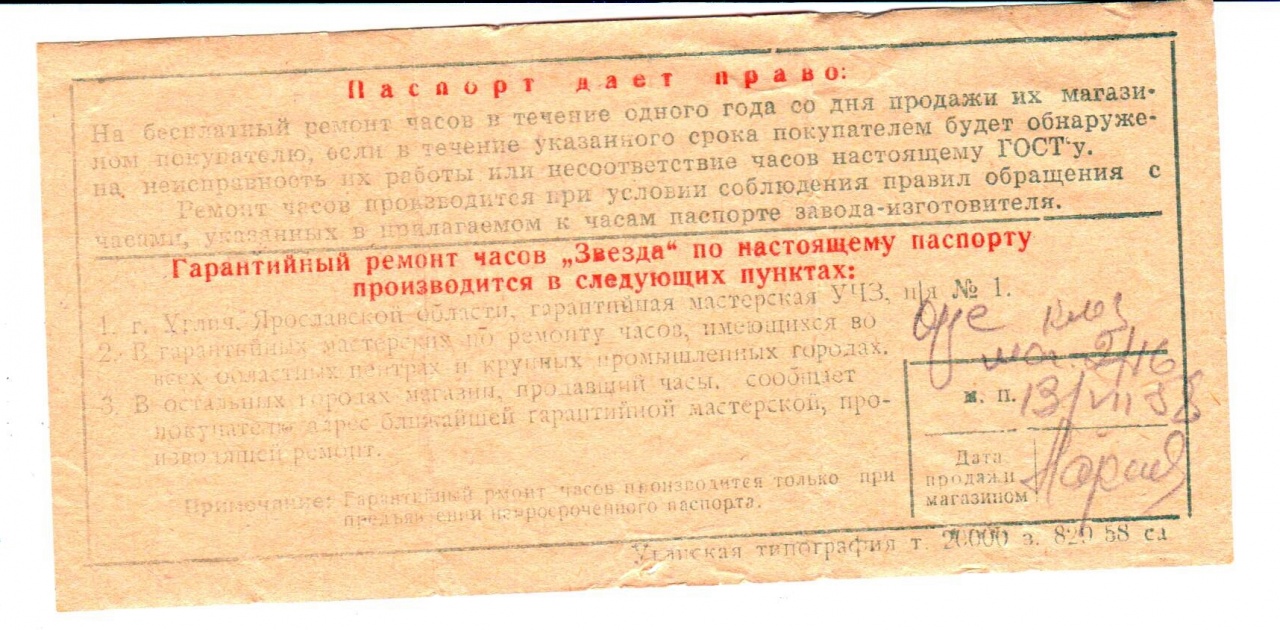 Паспорт дает право:
На бесплатный ремонт часов в течение одного года со дня продажи их магази-
ном покупателю, если в течение указанного срока покупателем будет обнаруже-
на, неисправность их работы или несоответствие часов настоящему ГОСТ'у.
Ремонт часов производится при условии соблюдения правил обращения с
часами, указанных в прилагаемом к часам паспорте завода-изготовителя.
Гарантийный ремонт часов „Звезда“ по настоящему паспорту
производится в следующих пунктах:
1. г. Углич, Ярославской области, гарантийная мастерская УЧЗ, п/я № 1.
2. В гарантийных мастерских по ремонту часов, имеющихся во
всех областных центрах и крупных промышленных городах.
3. В остальных городах магазин, продавший часы, сообщает
покупателю адрес ближайшей гарантийной мастерской, про-
изводящей ремонт.
Примечание: Гарантийный рмонт часов производится только при
предъявлении непросроченного паспорта.
м. п. 13/VII 58
Дата
продажи
магазином
Угличская типография т. 20000 з. 820 58 са